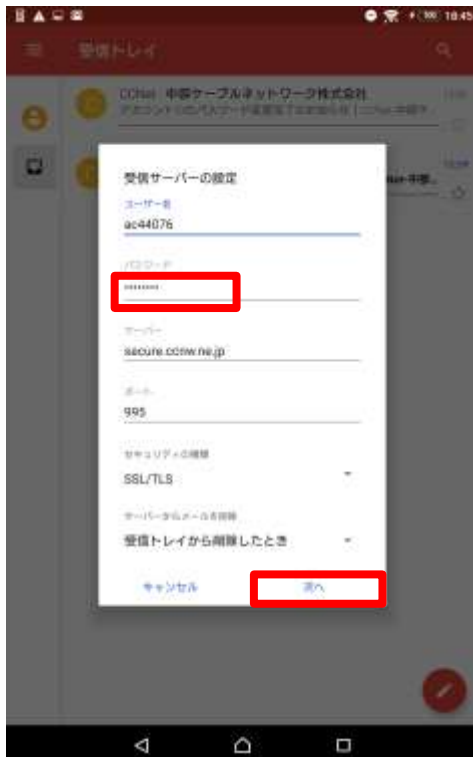 100 18:45
受信トレイ
CCNet 中部ケーブルネットワーク株式会社
受信サーバーの設定
ユーザー名
ac44076
パスワード
········
サーバー
secure.ccnw.ne.jp
ポート
995
セキュリティの種類
SSL/TLS
サーバーからメールを削除
受信トレイから削除したとき
キャンセル
次へ